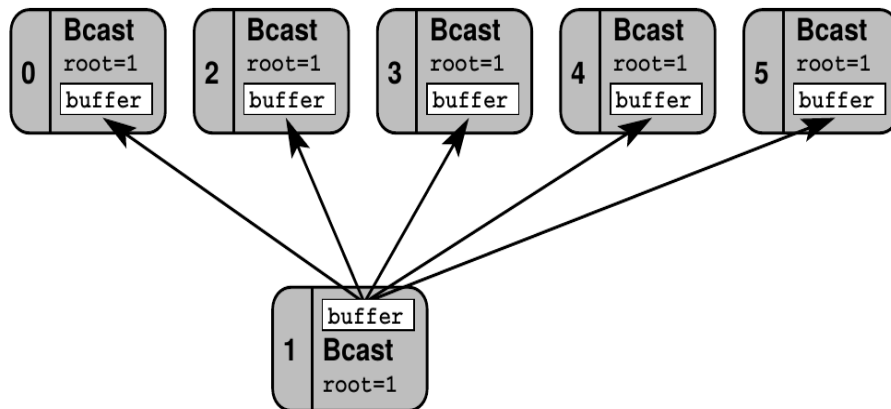 0
Bcast
root=1
buffer
2
Bcast
root=1
buffer
3
Bcast
root=1
buffer
4
Bcast
root=1
buffer
5
Bcast
root=1
buffer
1
buffer
Bcast
root=1